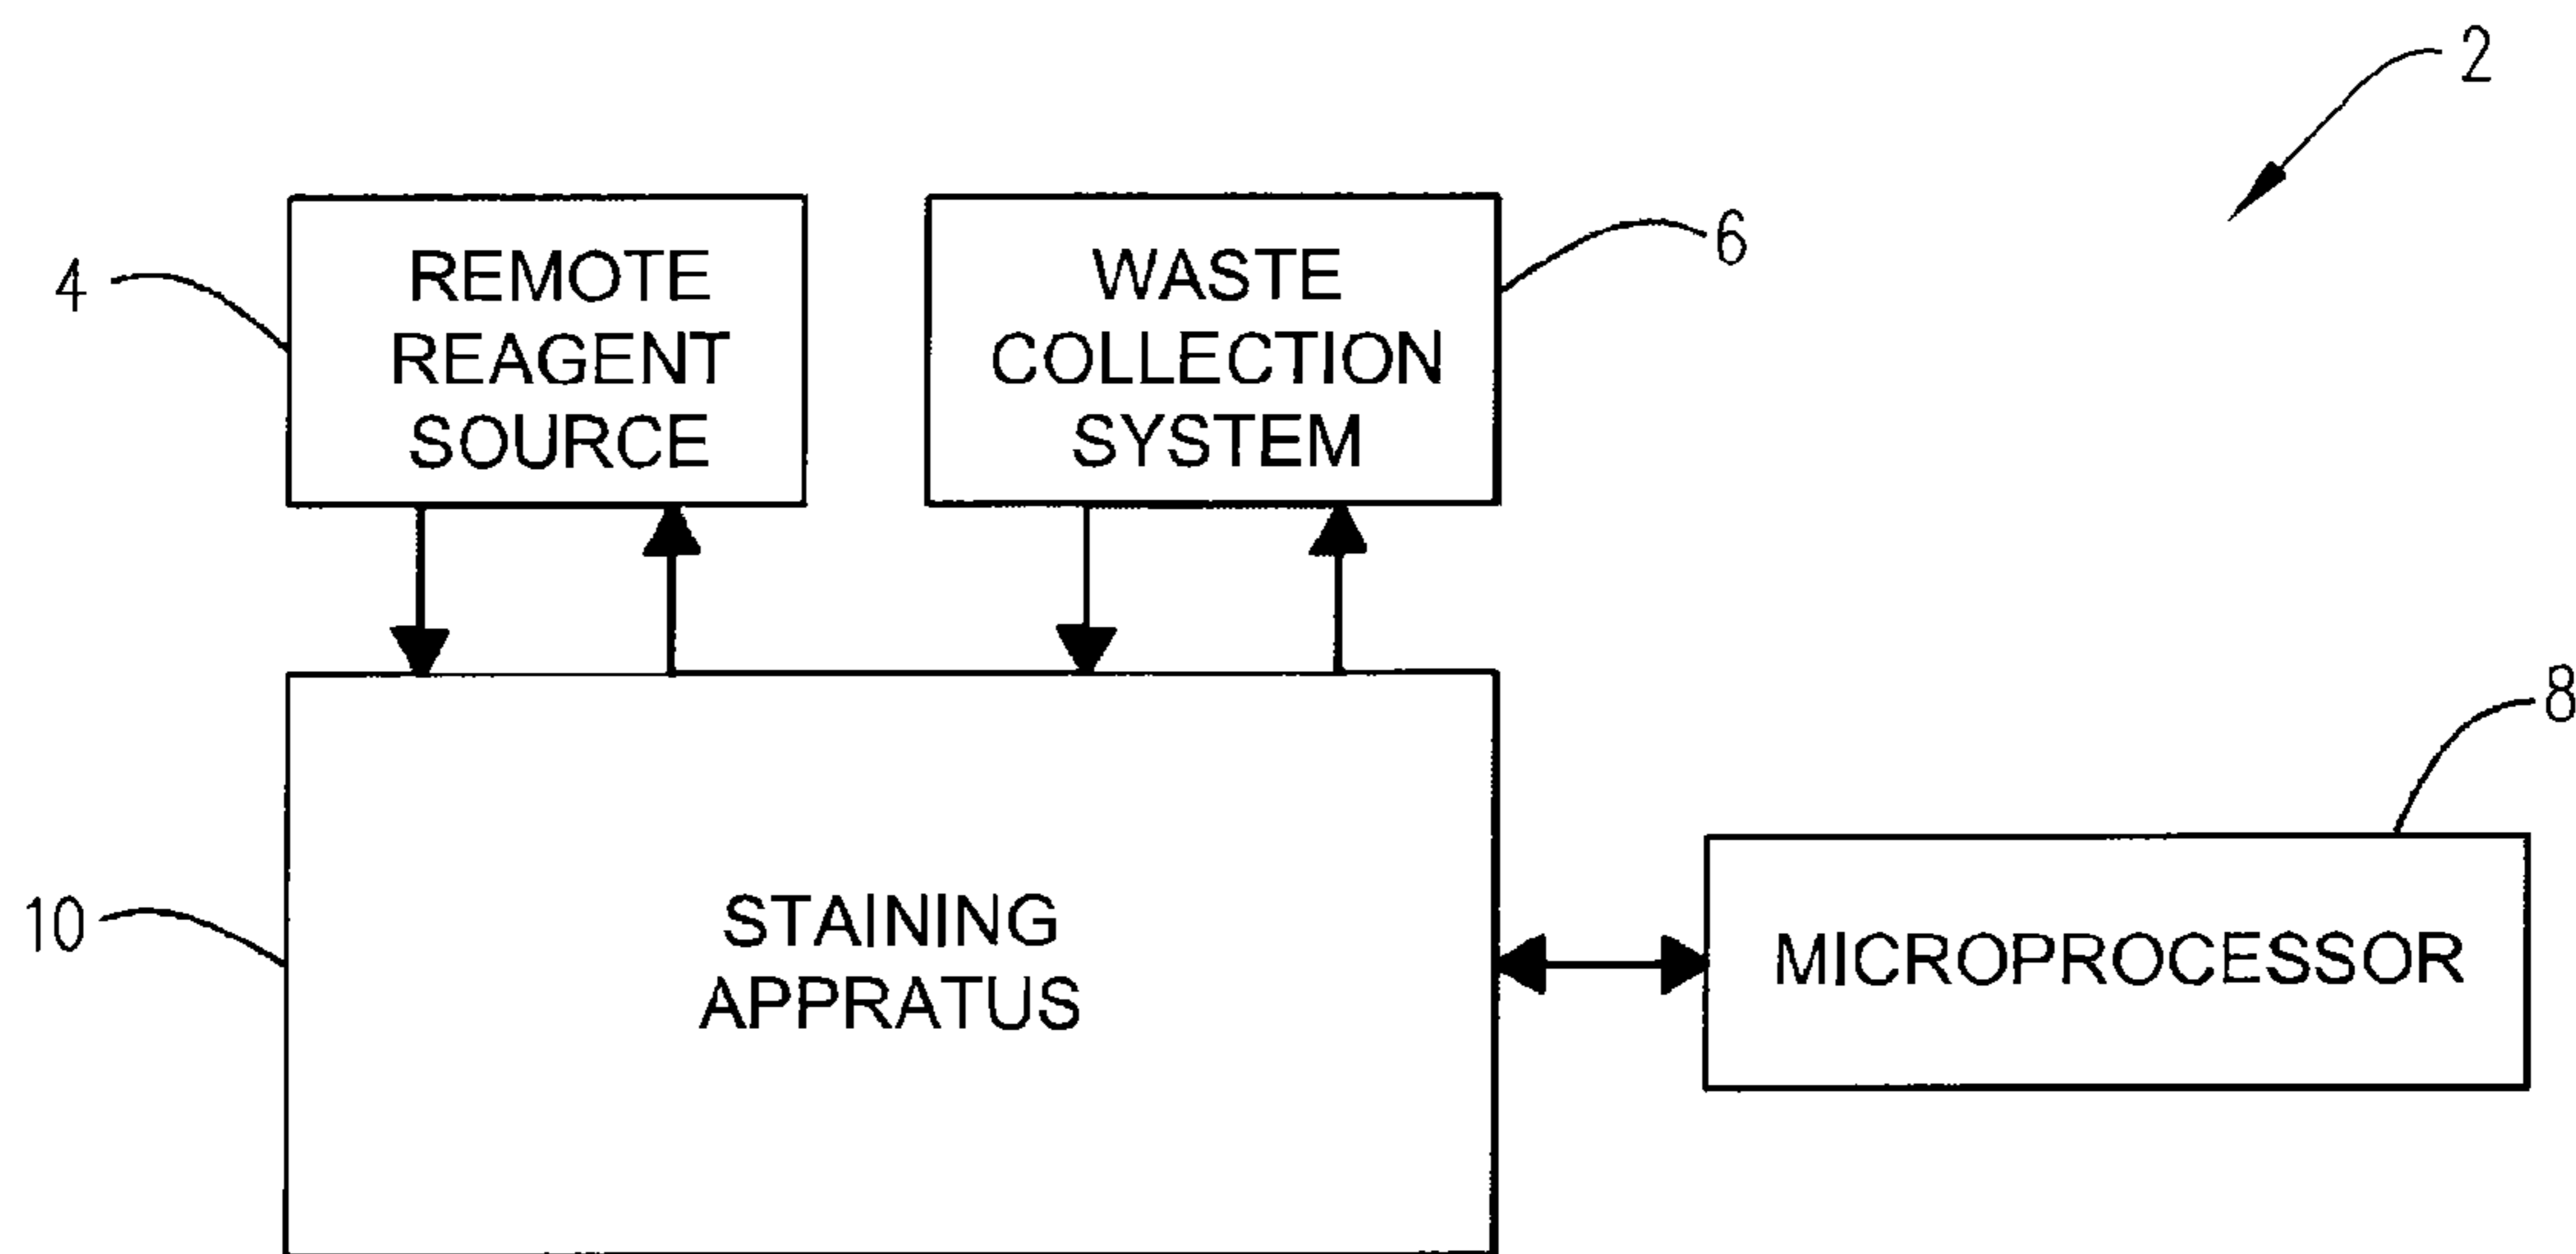 2
4
REMOTE
REAGENT
SOURCE
WASTE
COLLECTION
SYSTEM
6
8
10
STAINING
APPRATUS
MICROPROCESSOR